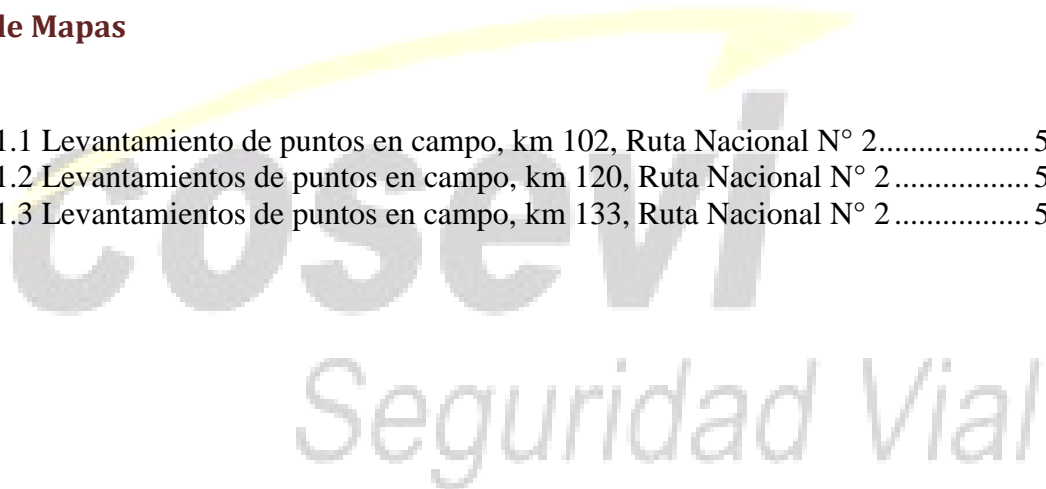 de Mapas
1.1 Levantamiento de puntos en campo, km 102, Ruta Nacional N° 2................... 5
1.2 Levantamientos de puntos en campo, km 120, Ruta Nacional N° 2................. 5
1.3 Levantamientos de puntos en campo, km 133, Ruta Nacional N° 2................. 5
cosevi
Seguridad Vial